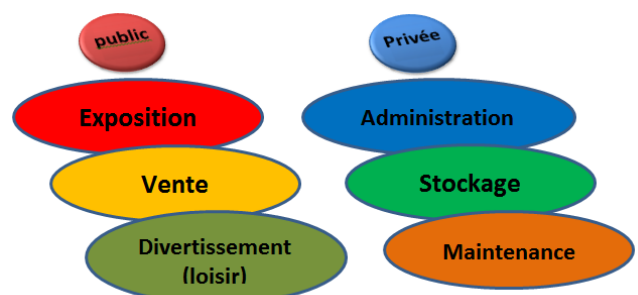 public
Privée
Exposition
Administration
Vente
Stockage
Divertissement
(loisir)
Maintenance